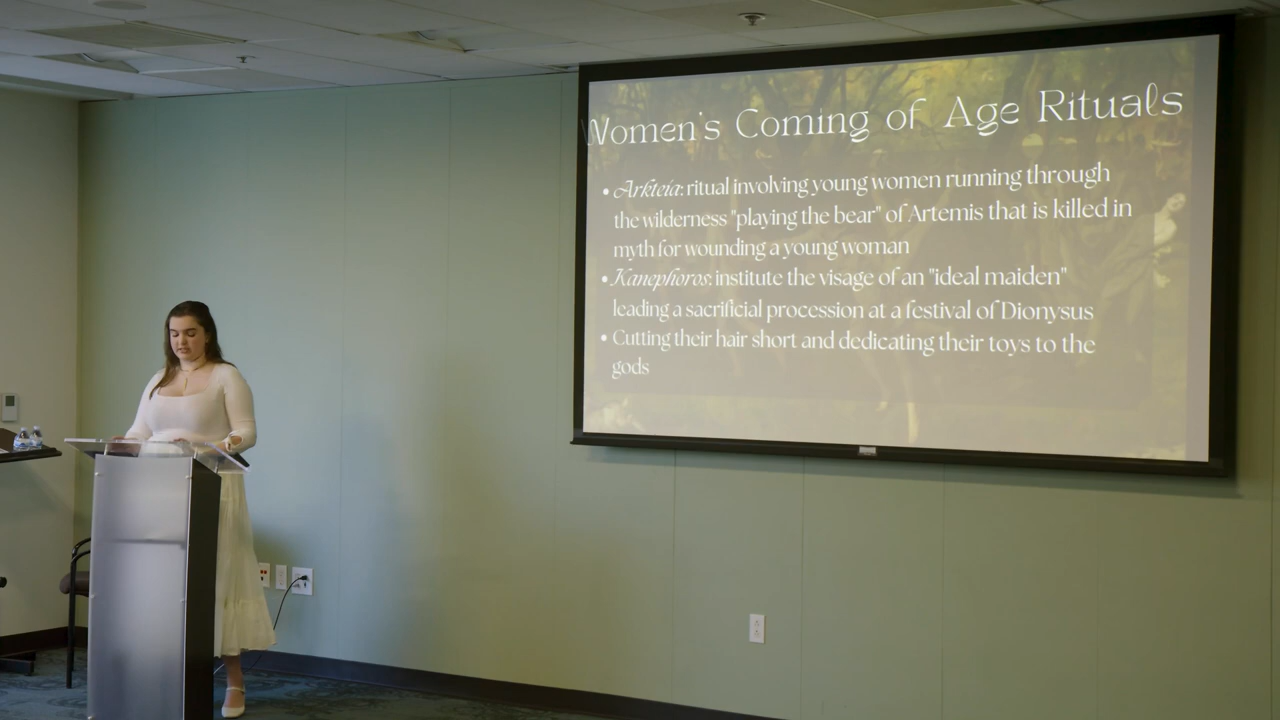 Women's Coming of Age Rituals
• Arkteia: ritual involving young women running through
the wilderness "playing the bear" of Artemis that is killed in
myth for wounding a young woman
• Kanephoros: institute the visage of an "ideal maiden"
leading a sacrificial procession at a festival of Dionysus
• Cutting their hair short and dedicating their toys to the
gods